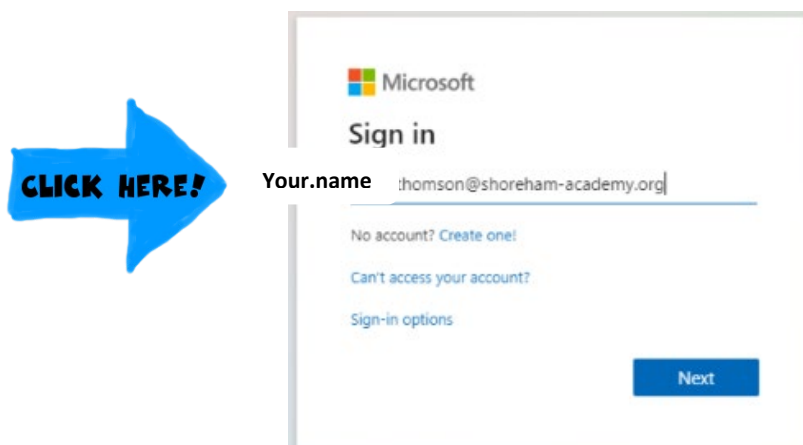 Microsoft
Sign in
CLICK HERE!
Your.name
homson@shoreham-academy.org
No account? Create one!
Can't access your account?
Sign-in options
Next